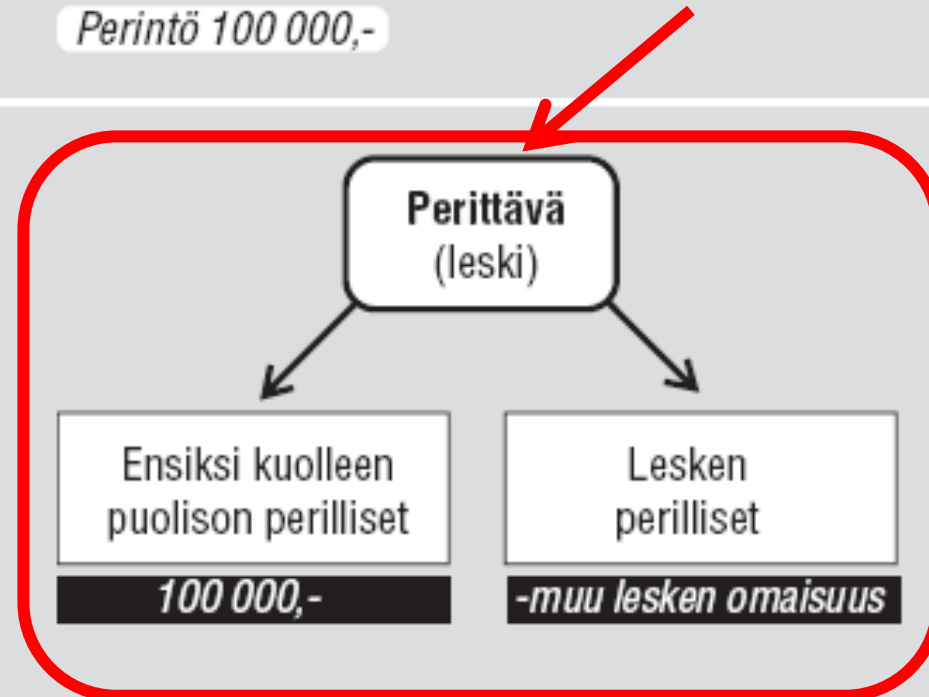 Perintö 100 000,-
Perittävä
(leski)
Ensiksi kuolleen
puolison perilliset
Lesken
perilliset
100 000,-
-muu lesken omaisuus